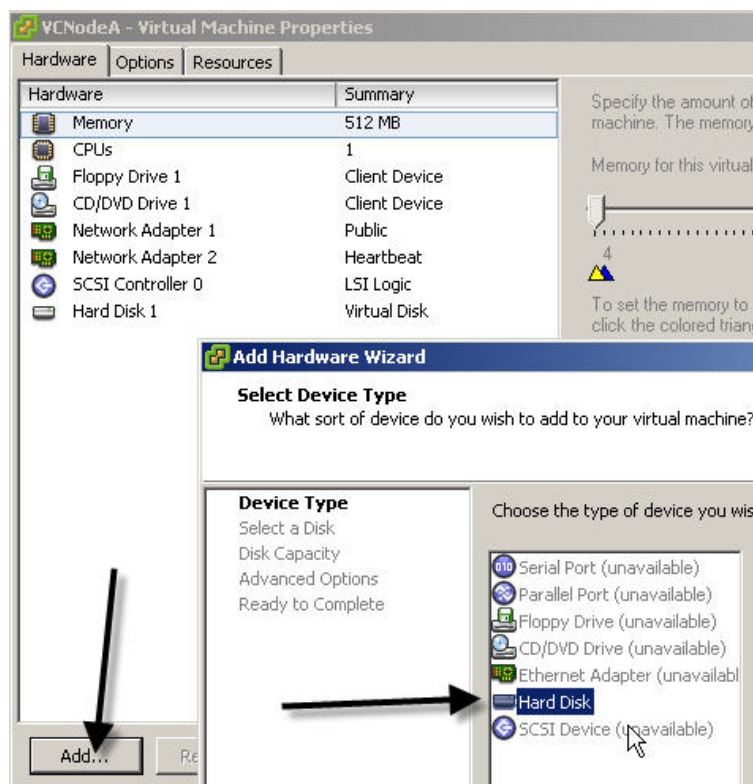 VCNodeA - Virtual Machine Properties
Hardware Options Resources
Hardware Summary
Memory 512 MB
CPUs 1
Floppy Drive 1 Client Device
CD/DVD Drive 1 Client Device
Network Adapter 1 Public
Network Adapter 2 Heartbeat
SCSI Controller 0 LSI Logic
Hard Disk 1 Virtual Disk
Specify the amount of
machine. The memory
Memory for this virtual
4
To set the memory to
click the colored trian
Add Hardware Wizard
Select Device Type
What sort of device do you wish to add to your virtual machine?
Device Type
Select a Disk
Disk Capacity
Advanced Options
Ready to Complete
Choose the type of device you wis
Serial Port (unavailable)
Parallel Port (unavailable)
Floppy Drive (unavailable)
CD/DVD Drive (unavailable)
Ethernet Adapter (unavailabl
Hard Disk
SCSI Device (unavailable)
Add... Re